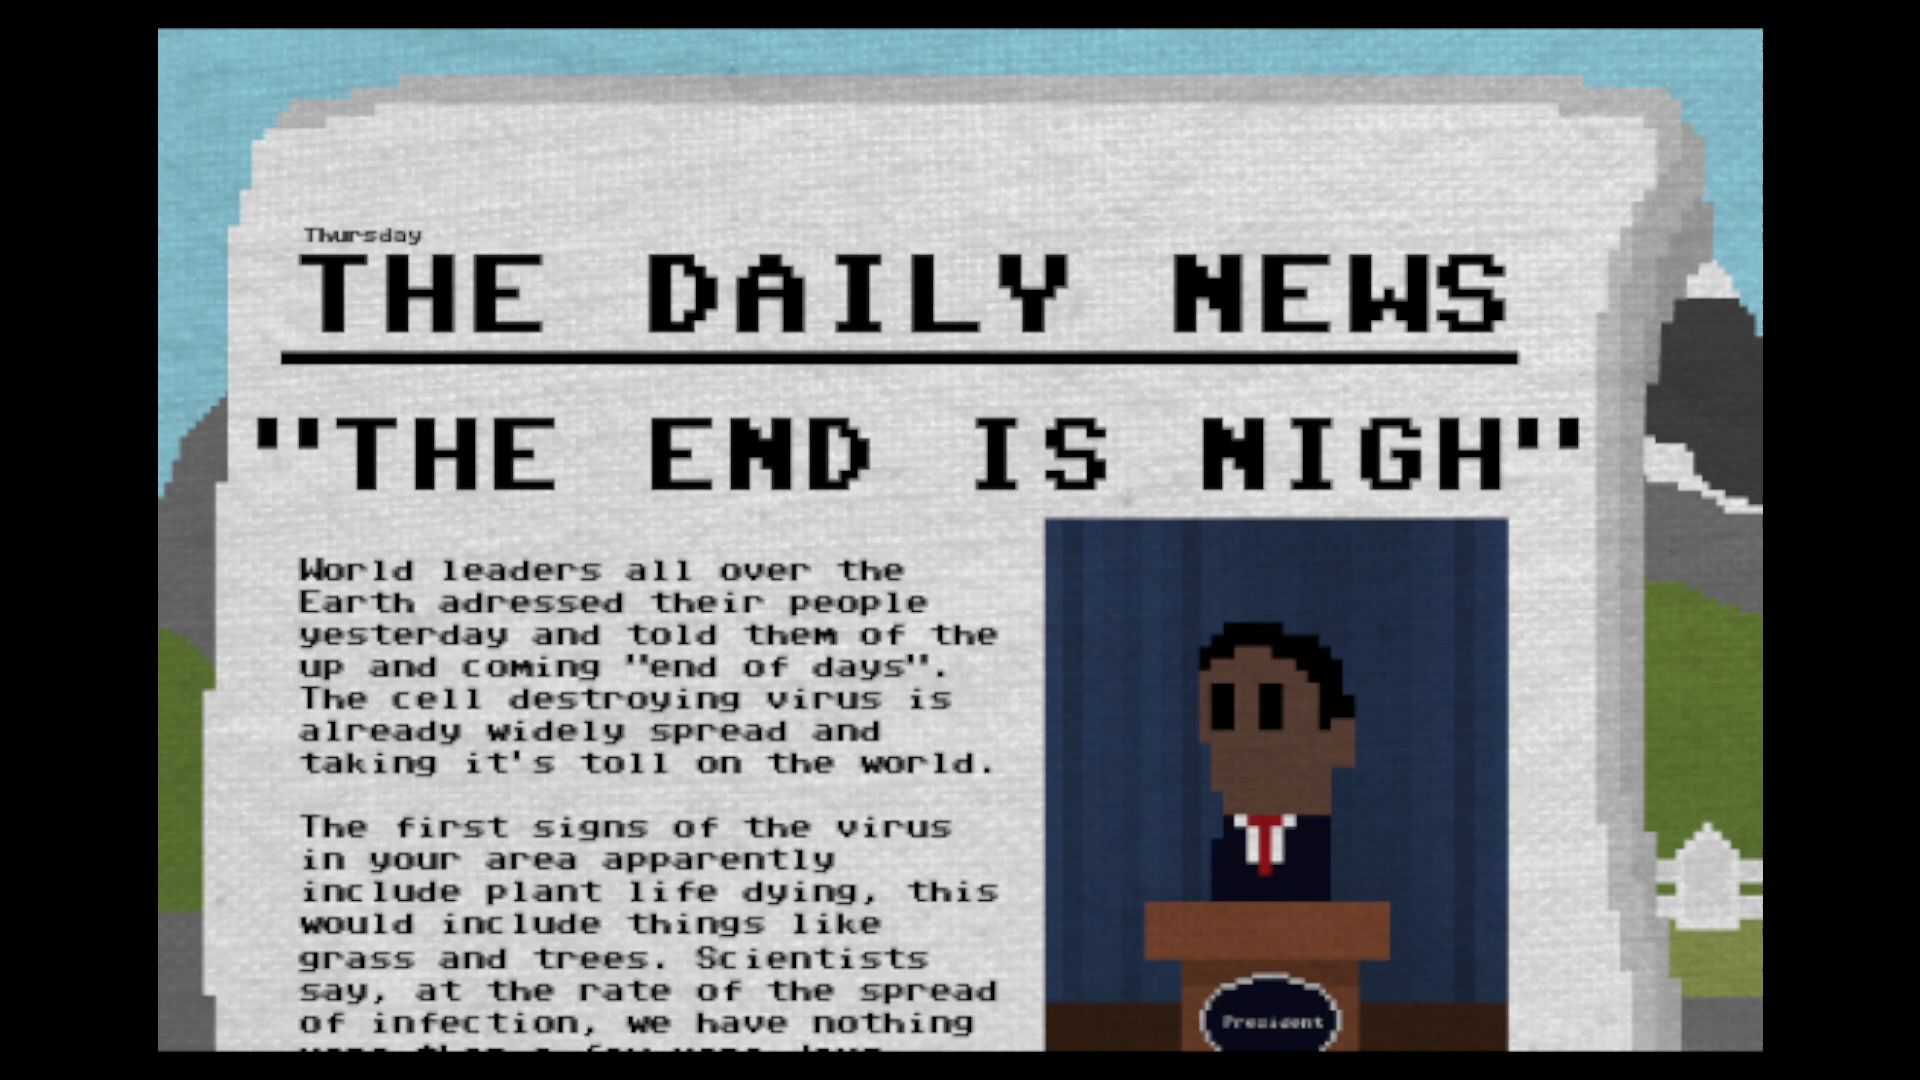 Thursday
THE DAILY NEWS
"THE END IS NIGH"
World leaders all over the
Earth adressed their people
yesterday and told them of the
up and coming "end of days".
The cell destroying virus is
already widely spread and
taking it's toll on the world.
The first signs of the virus
in your area apparently
include plant life dying, this
would include things like
grass and trees. Scientists
say, at the rate of the spread
of infection, we have nothing
President